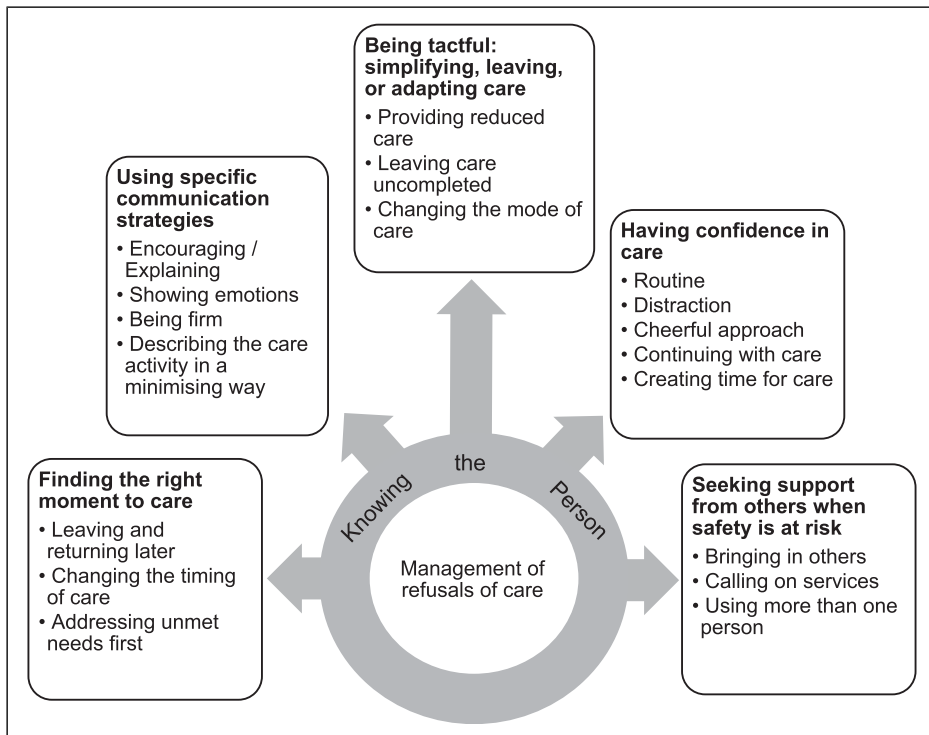 Being tactful:
simplifying, leaving,
or adapting care
• Providing reduced
care
• Leaving care
uncompleted
• Changing the mode of
care
Using specific
communication
strategies
• Encouraging /
Explaining
• Showing emotions
• Being firm
• Describing the care
activity in a
minimising way
Having confidence in
care
• Routine
• Distraction
• Cheerful approach
• Continuing with care
• Creating time for care
Finding the right
moment to care
• Leaving and
returning later
• Changing the timing
of care
• Addressing unmet
needs first
Knowing the Person
Management of
refusals of care
Seeking support
from others when
safety is at risk
• Bringing in others
• Calling on services
• Using more than one
person